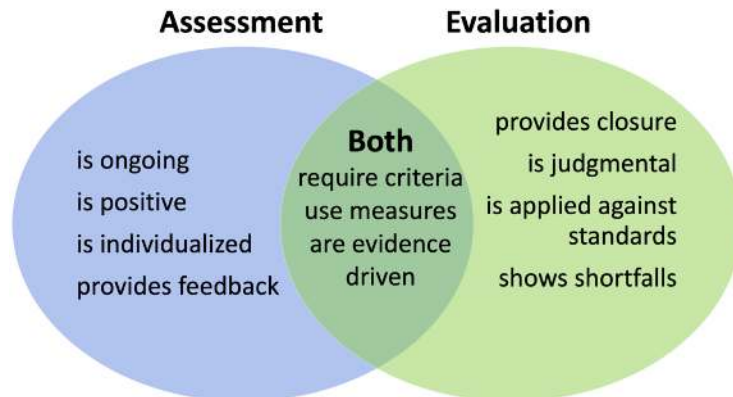 Assessment
Evaluation
is ongoing
is positive
is individualized
provides feedback
Both
require criteria
use measures
are evidence
driven
provides closure
is judgmental
is applied against
standards
shows shortfalls